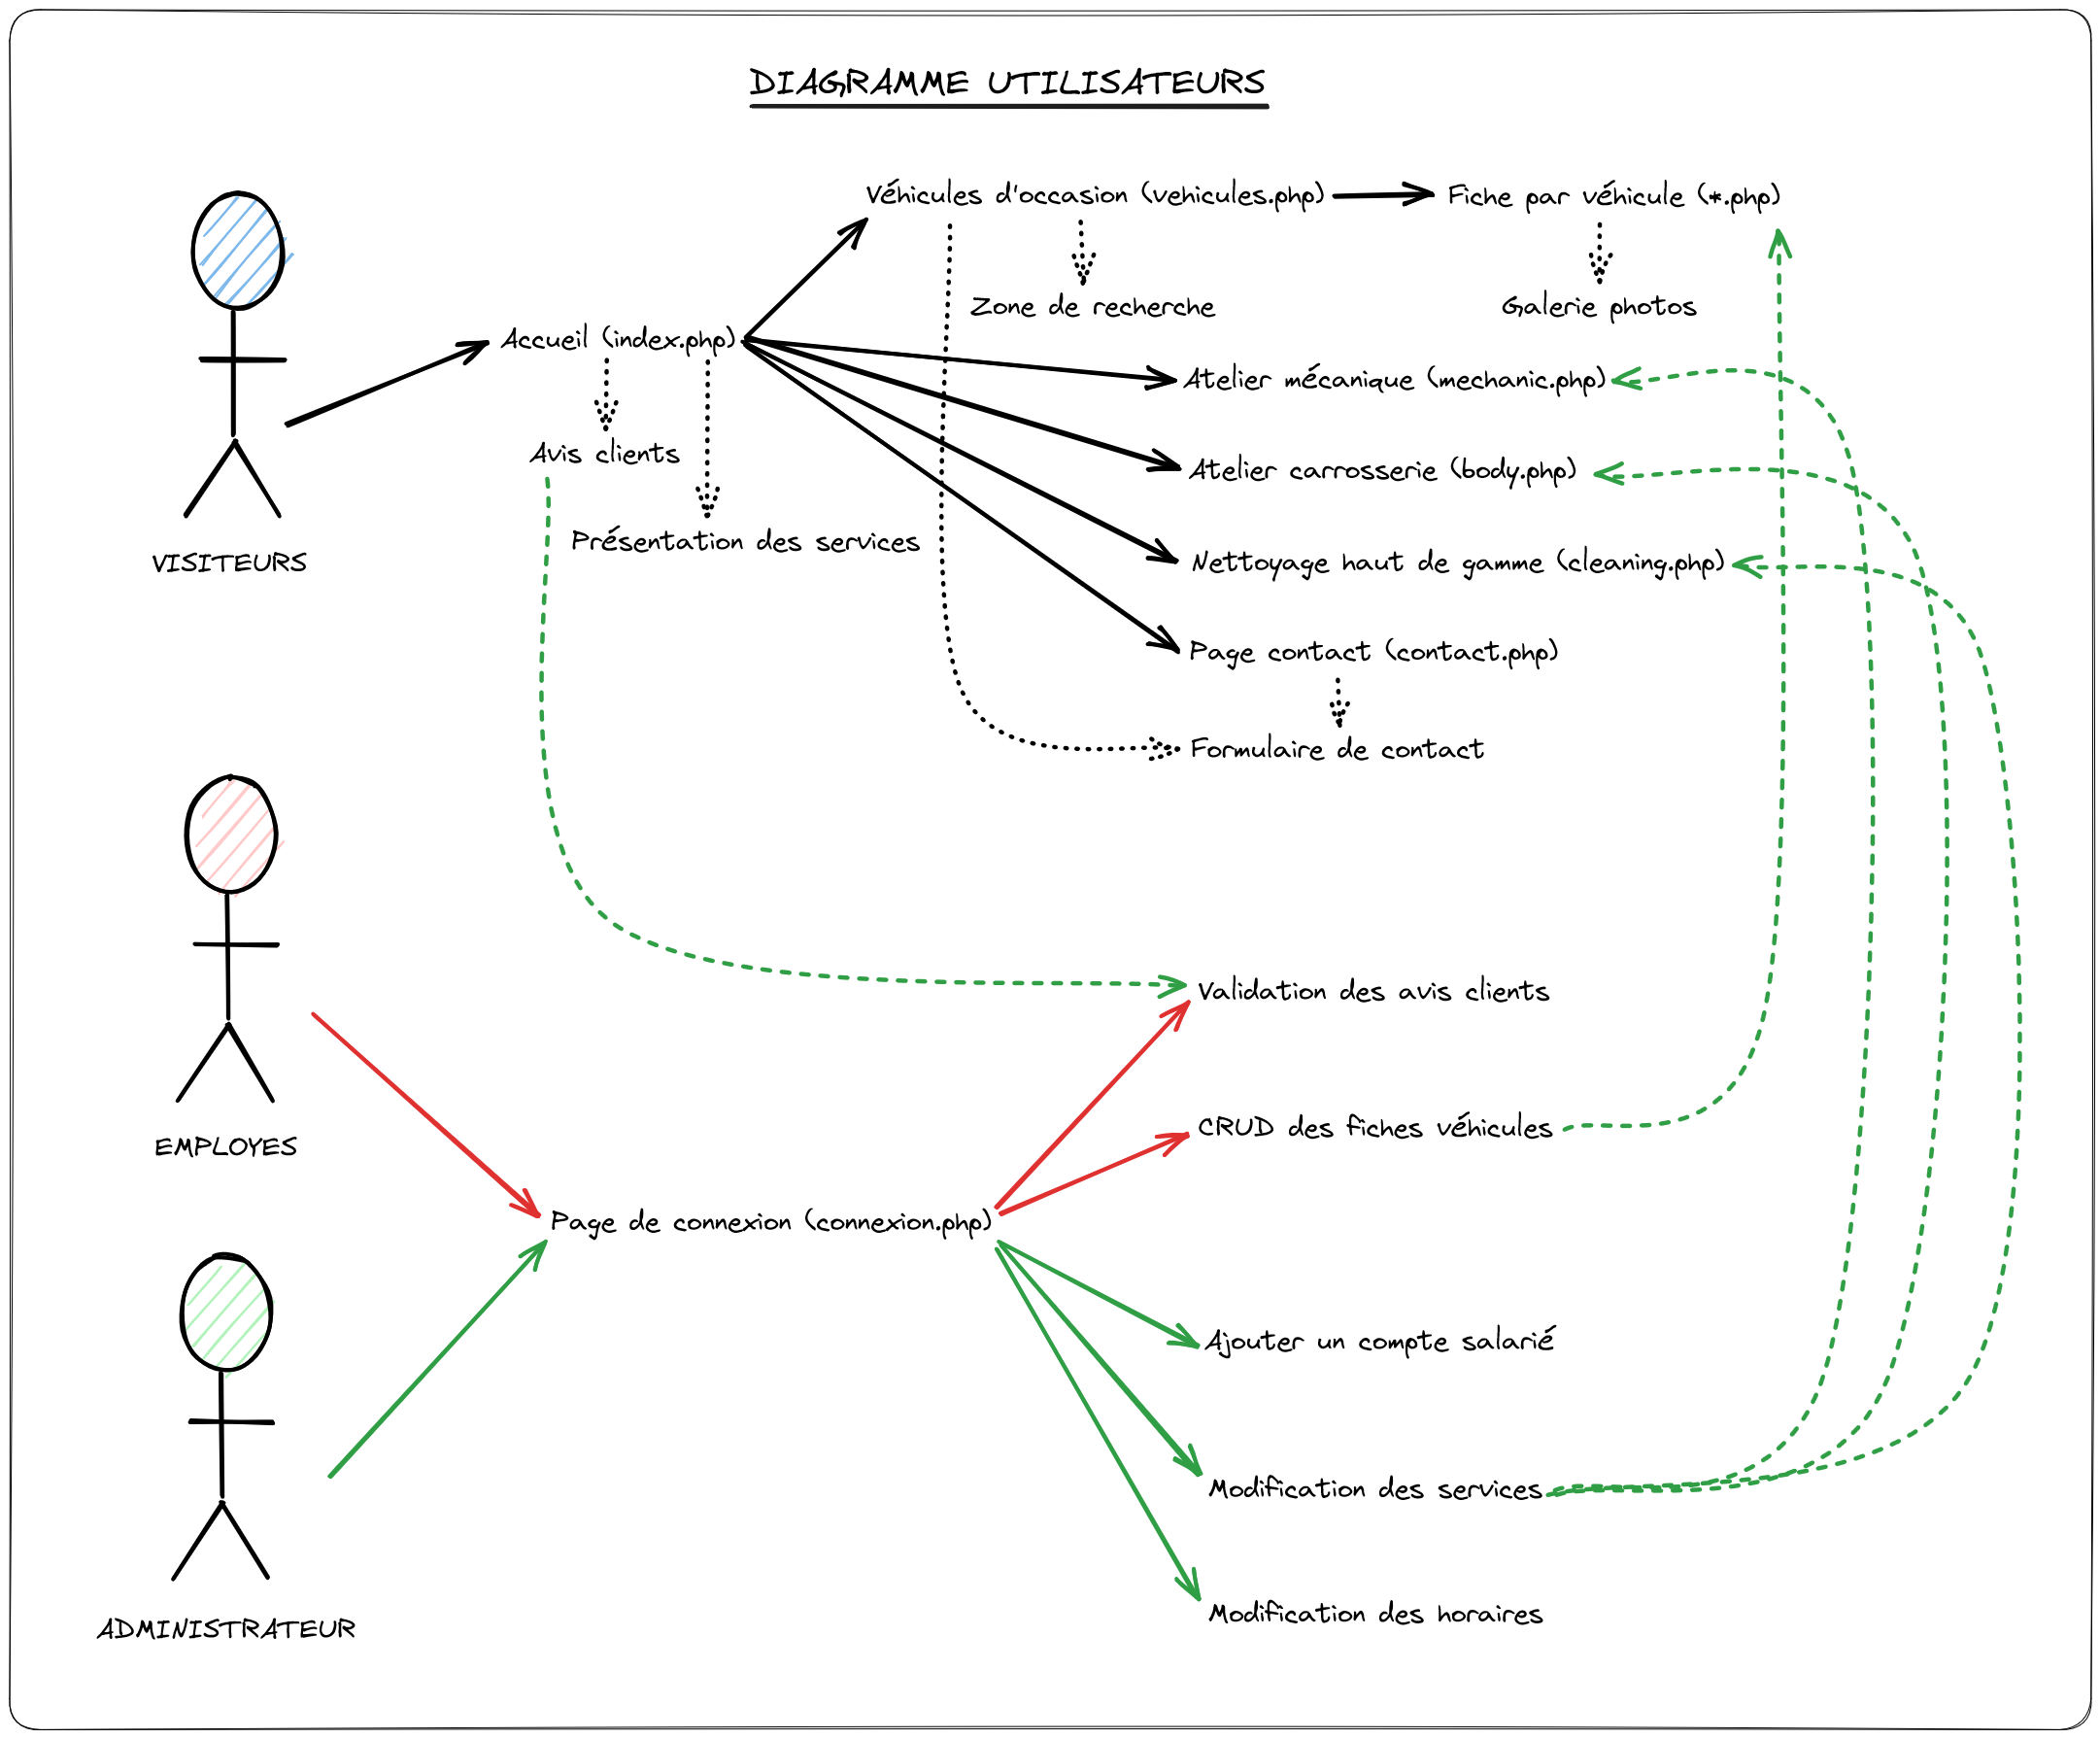 DIAGRAMME UTILISATEURS
Véhicules d'occasion (vehicules.php)
Fiche par véhicule (*.php)
Zone de recherche
Galerie photos
Accueil (index.php)
Atelier mécanique (mechanic.php)
Avis clients
Atelier carrosserie (body.php)
Présentation des services
VISITEURS
Nettoyage haut de gamme (cleaning.php)
Page contact (contact.php)
Formulaire de contact
Validation des avis clients
CRUD des fiches véhicules
EMPLOYES
Page de connexion (connexion.php)
Ajouter un compte salarié
Modification des services
Modification des horaires
ADMINISTRATEUR